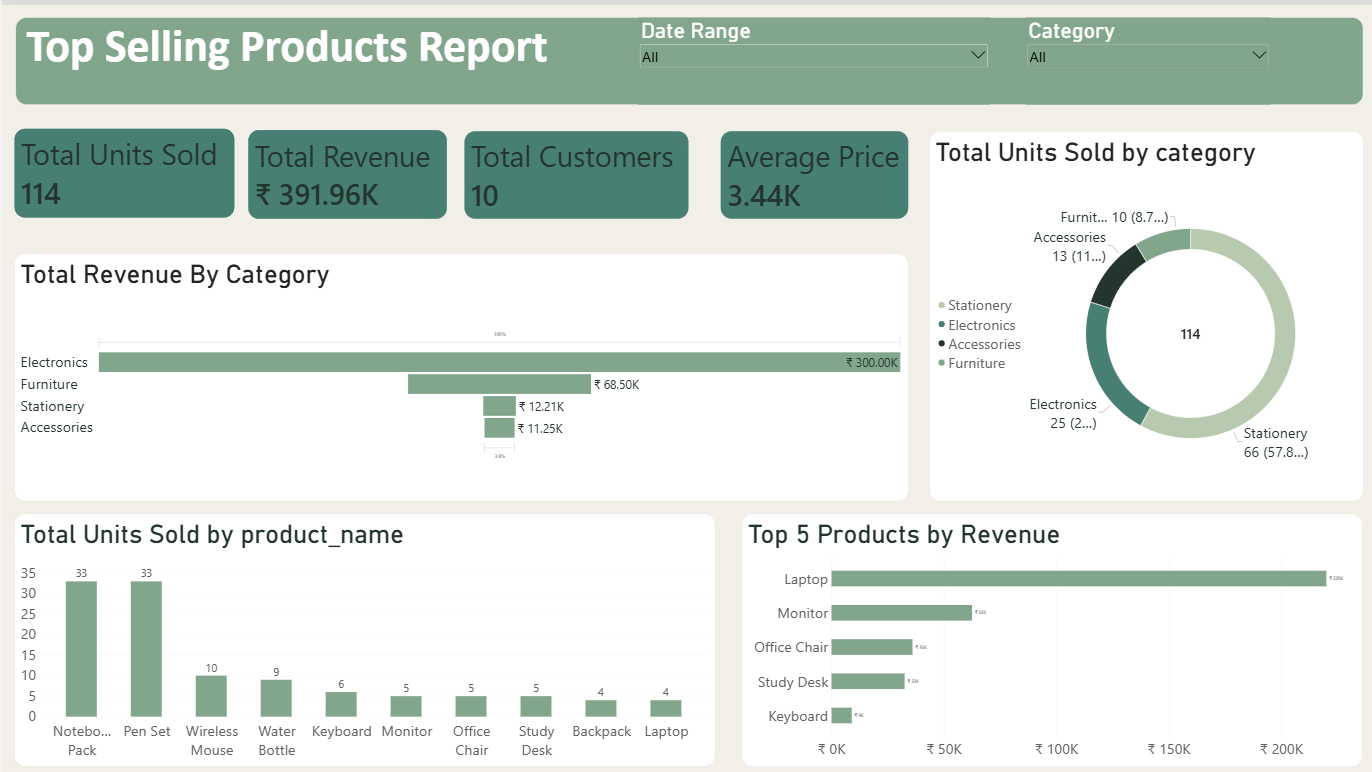 Top Selling Products Report
Date Range
All
Category
All
Total Units Sold
114
Total Revenue
₹ 391.96K
Total Customers
10
Average Price
3.44K
Total Units Sold by category
Furnit... 10 (8.7...)
Accessories
13 (11...)
Stationery
Electronics
Accessories
Furniture
114
Electronics
25 (2...)
Stationery
66 (57.8...)
Total Revenue By Category
100%
Electronics ₹ 300.00K
Furniture ₹ 68.50K
Stationery ₹ 12.21K
Accessories ₹ 11.25K
3.8%
Total Units Sold by product_name
35
30
25
20
15
10
5
0
33 33 10 9 6 5 5 5 4 4
Notebo... Pen Set Wireless Water Keyboard Monitor Office Study Backpack Laptop
Pack Mouse Bottle Chair Desk
Top 5 Products by Revenue
Laptop
Monitor
Office Chair
Study Desk
Keyboard
₹ 0K ₹ 50K ₹ 100K ₹ 150K ₹ 200K